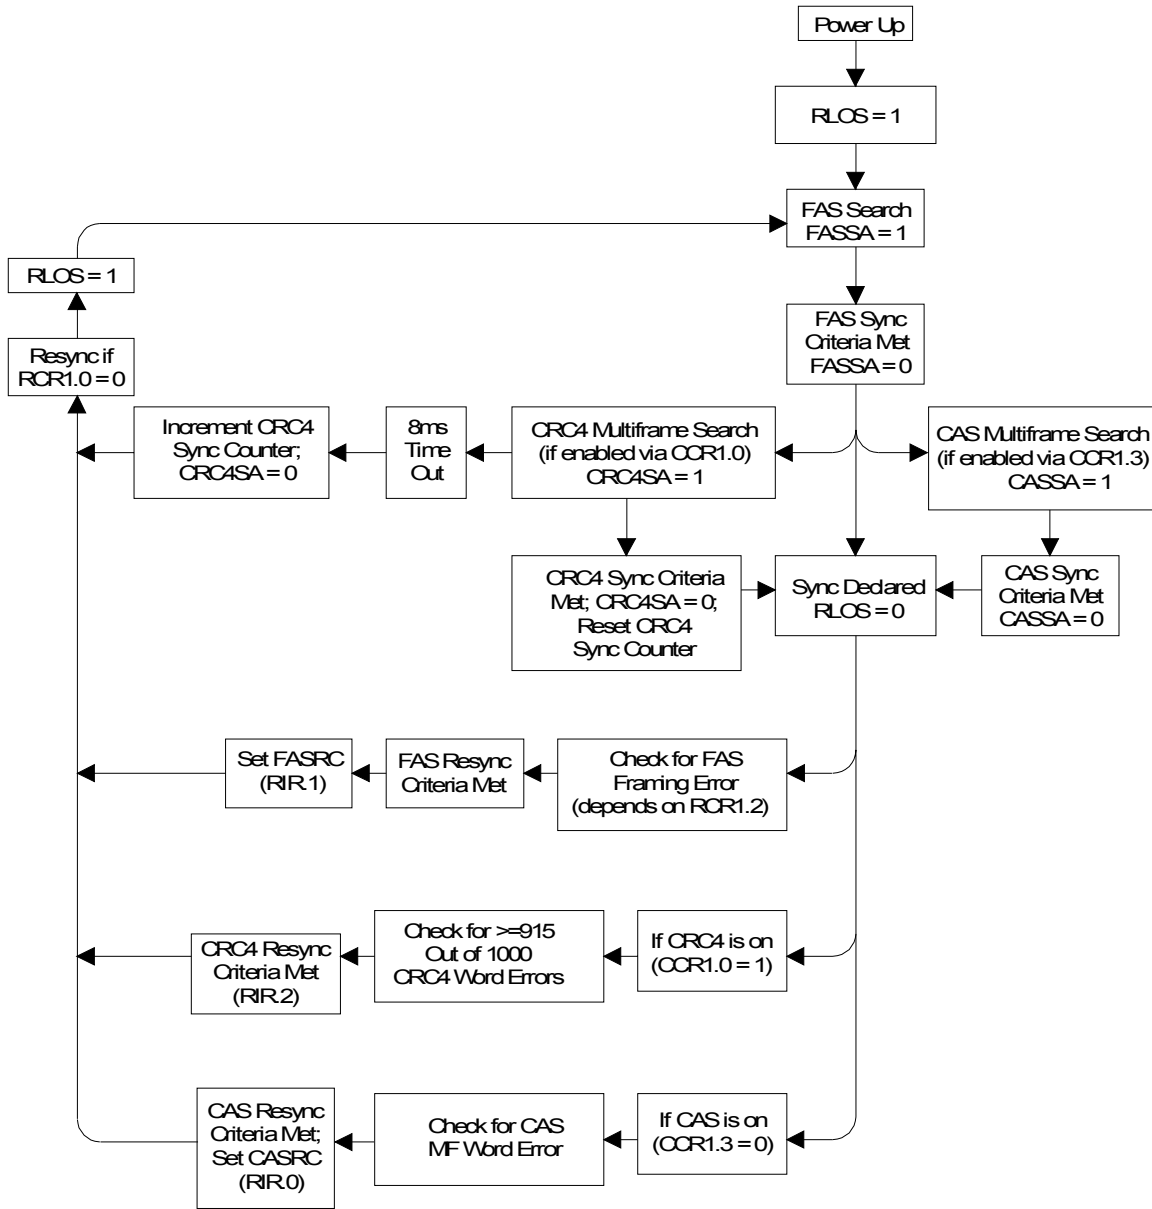 Power Up
RLOS = 1
FAS Search
FASSA = 1
RLOS = 1
FAS Sync
Criteria Met
FASSA = 0
Resync if
RCR1.0 = 0
Increment CRC4
Sync Counter;
CRC4SA = 0
8ms
Time
Out
CRC4 Multiframe Search
(if enabled via CCR1.0)
CRC4SA = 1
CAS Multiframe Search
(if enabled via CCR1.3)
CASSA = 1
CRC4 Sync Criteria
Met; CRC4SA = 0;
Reset CRC4
Sync Counter
Sync Declared
RLOS = 0
CAS Sync
Criteria Met
CASSA = 0
Set FASRC
(RIR.1)
FAS Resync
Criteria Met
Check for FAS
Framing Error
(depends on RCR1.2)
CRC4 Resync
Criteria Met
(RIR.2)
Check for >=915
Out of 1000
CRC4 Word Errors
If CRC4 is on
(CCR1.0 = 1)
CAS Resync
Criteria Met;
Set CASRC
(RIR.0)
Check for CAS
MF Word Error
If CAS is on
(CCR1.3 = 0)